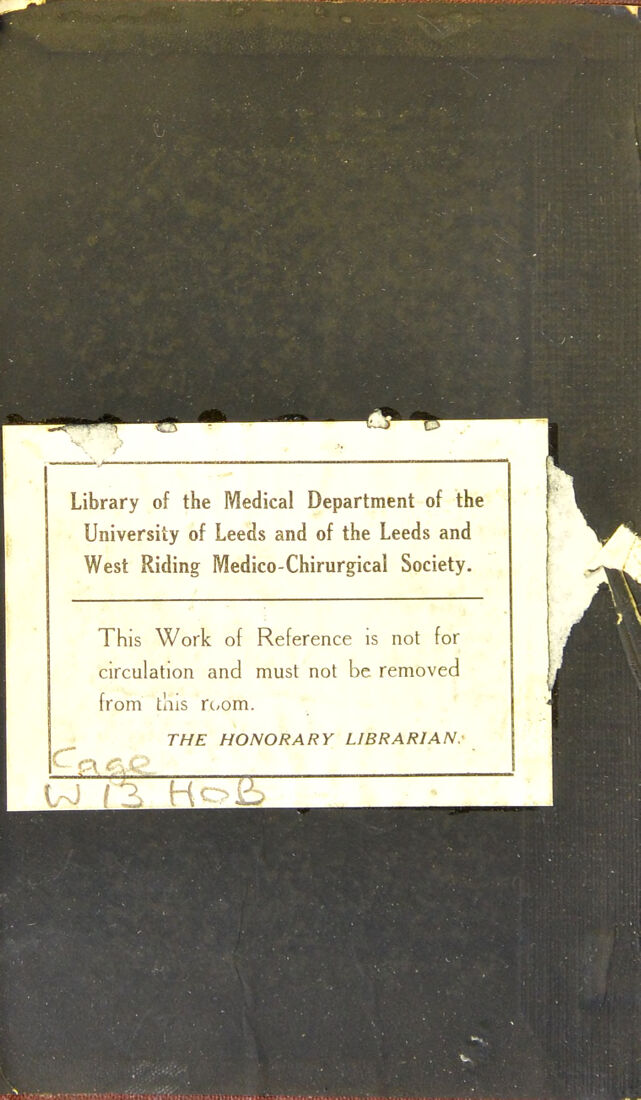 Library of the Medical Department of the
University of Leeds and of the Leeds and
West Riding Medico-Chirurgical Society.
This Work of Reference is not for
circulation and must not be removed
from this room.
THE HONORARY LIBRARIAN.
Cage
W 13 HOB